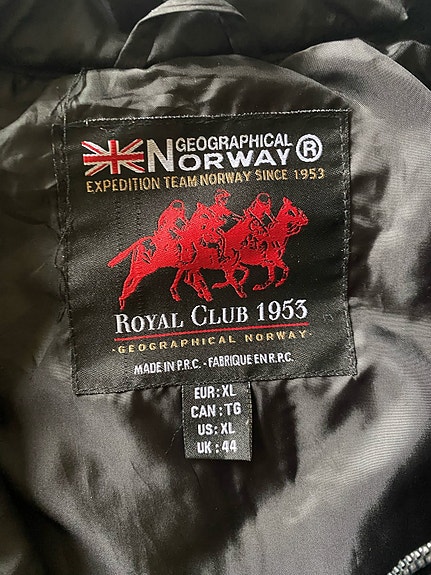 GEOGRAPHICAL
NORWAY ®
EXPEDITION TEAM NORWAY SINCE 1953
ROYAL CLUB 1953
·GEOGRAPHICAL NORWAY·
MADE IN P.R.C. - FABRIQUE EN R.P.C.
EUR: XL
CAN: TG
US: XL
UK: 44